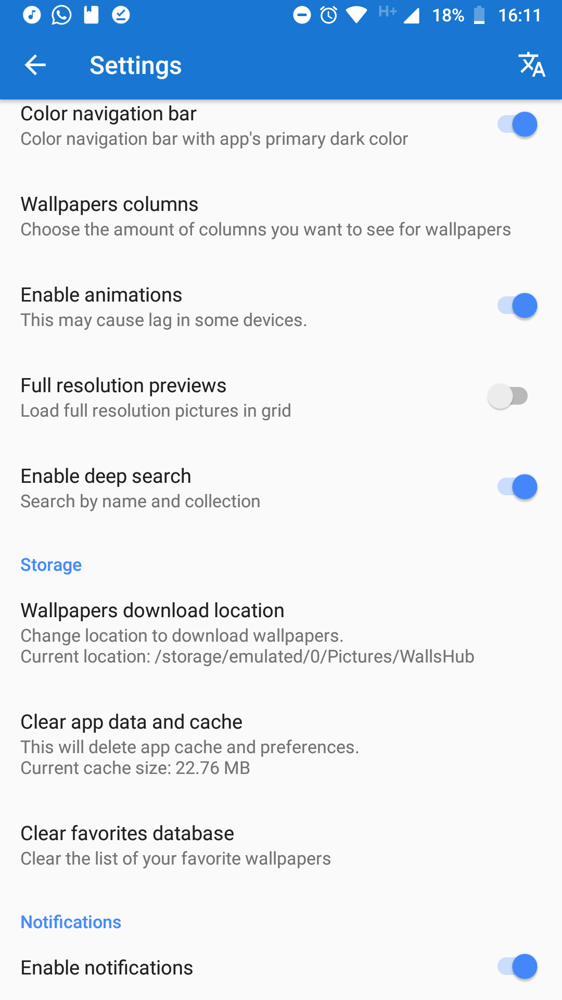 H+ 18% 16:11
Settings
Color navigation bar
Color navigation bar with app's primary dark color
Wallpapers columns
Choose the amount of columns you want to see for wallpapers
Enable animations
This may cause lag in some devices.
Full resolution previews
Load full resolution pictures in grid
Enable deep search
Search by name and collection
Storage
Wallpapers download location
Change location to download wallpapers.
Current location: /storage/emulated/0/Pictures/WallsHub
Clear app data and cache
This will delete app cache and preferences.
Current cache size: 22.76 MB
Clear favorites database
Clear the list of your favorite wallpapers
Notifications
Enable notifications